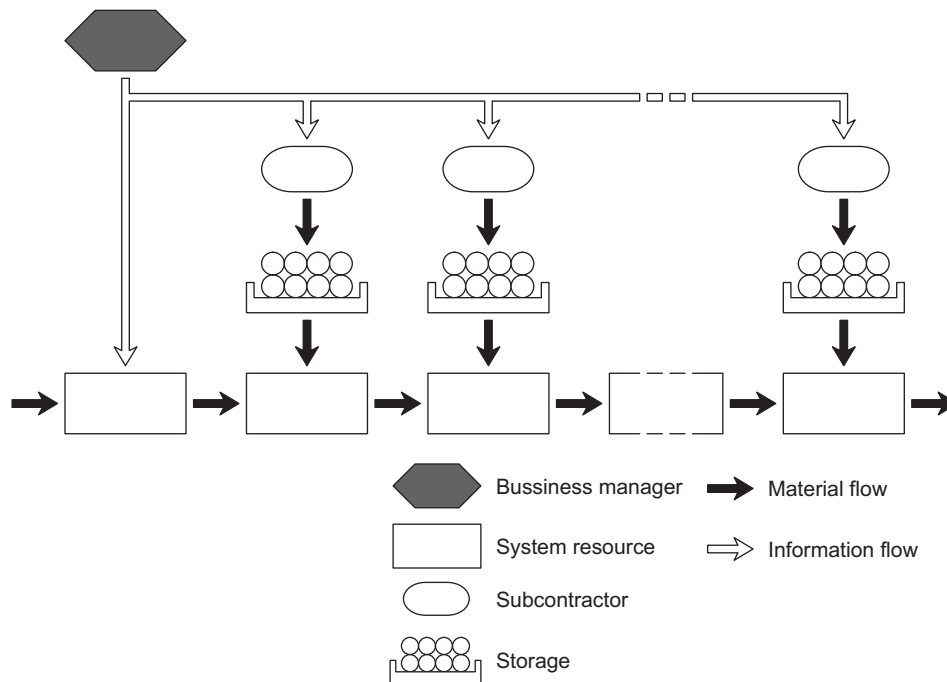 Bussiness manager
Material flow
System resource
Information flow
Subcontractor
Storage